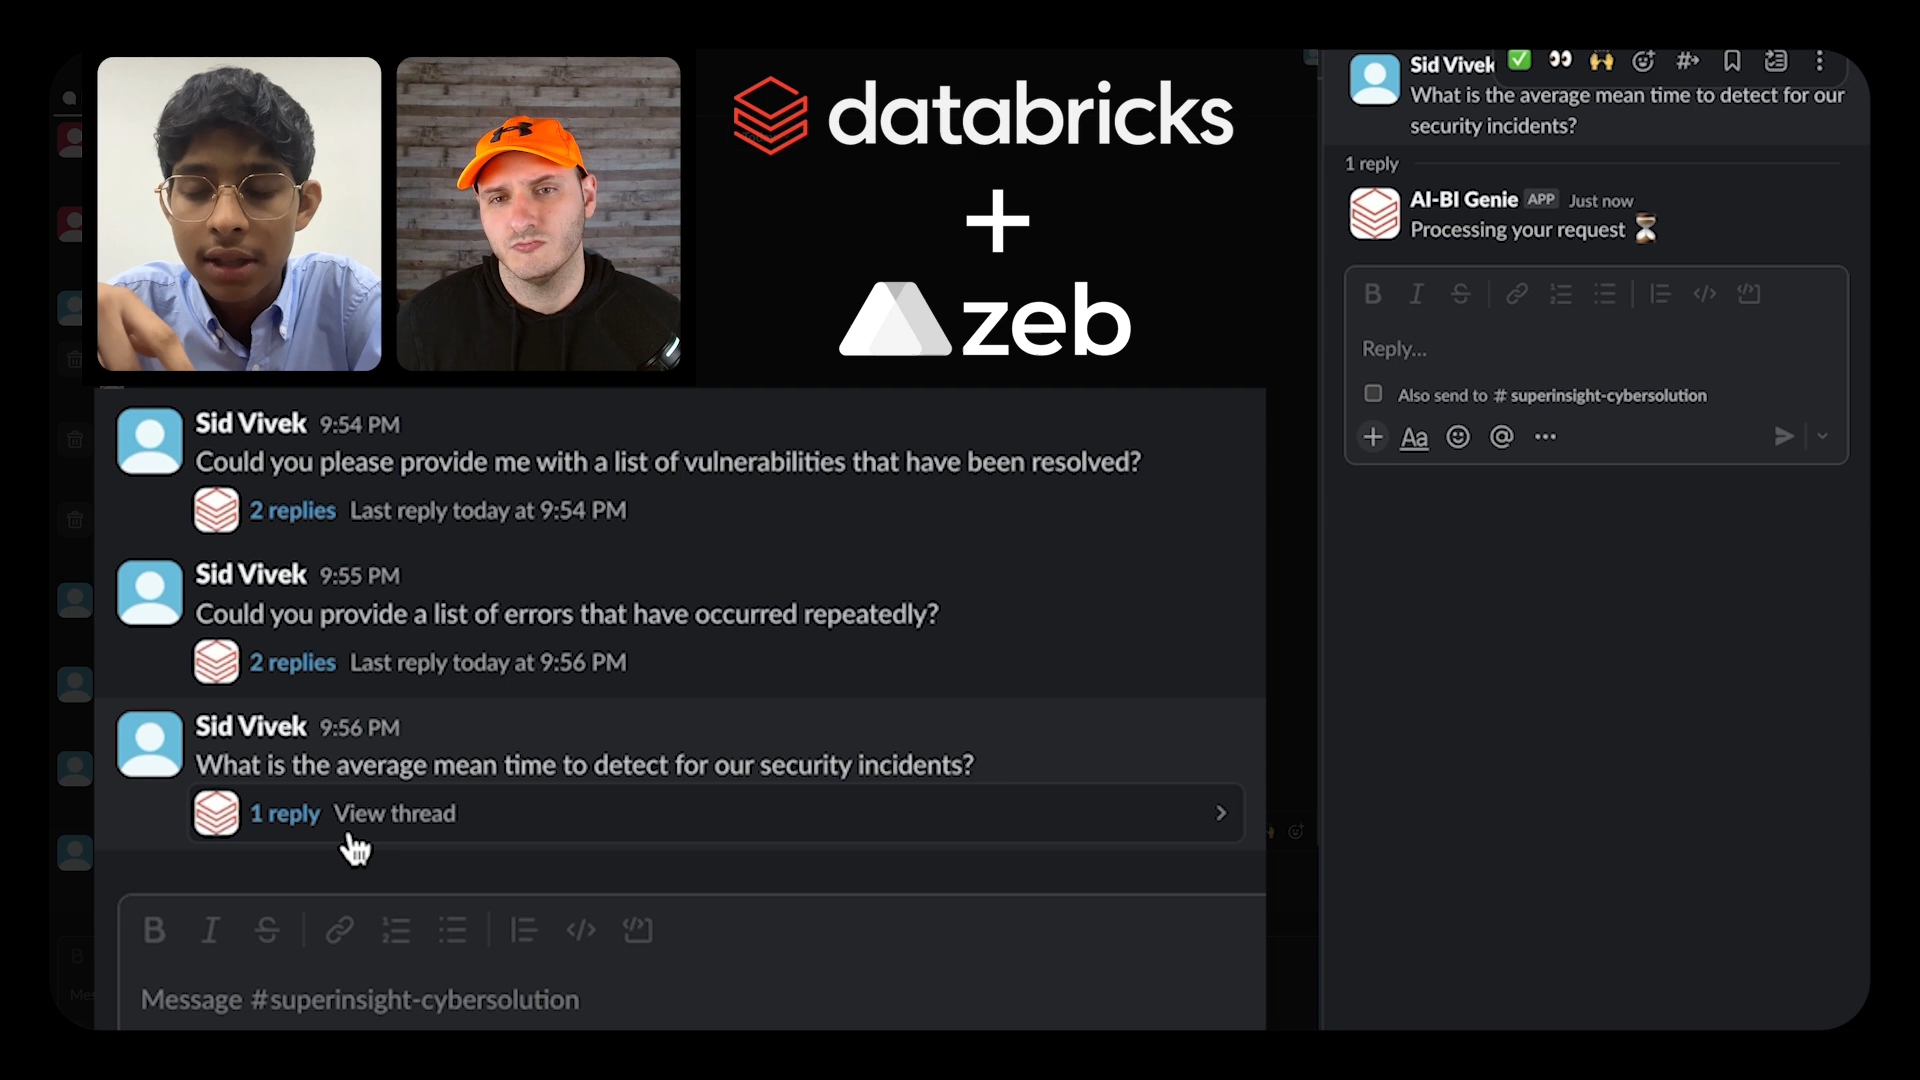 databricks
+
zeb
Sid Vivek 9:54 PM
Could you please provide me with a list of vulnerabilities that have been resolved?
2 replies Last reply today at 9:54 PM
Sid Vivek 9:55 PM
Could you provide a list of errors that have occurred repeatedly?
2 replies Last reply today at 9:56 PM
Sid Vivek 9:56 PM
What is the average mean time to detect for our security incidents?
1 reply View thread
B I S
Message #superinsight-cybersolution
Sid Vivek
What is the average mean time to detect for our
security incidents?
1 reply
AI-BI Genie APP Just now
Processing your request
B I S
Reply...
Also send to # superinsight-cybersolution
Aa